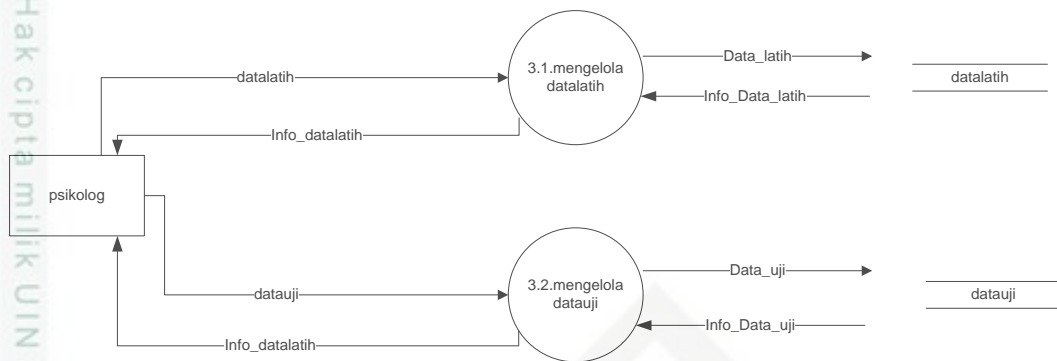 Hak cipta milik UIN
datalatih
3.1.mengelola
datalatih
Data_latih
Info_Data_latih
datalatih
Info_datalatih
psikolog
datauji
3.2.mengelola
datauji
Data_uji
Info_Data_uji
datauji
Info_datalatih